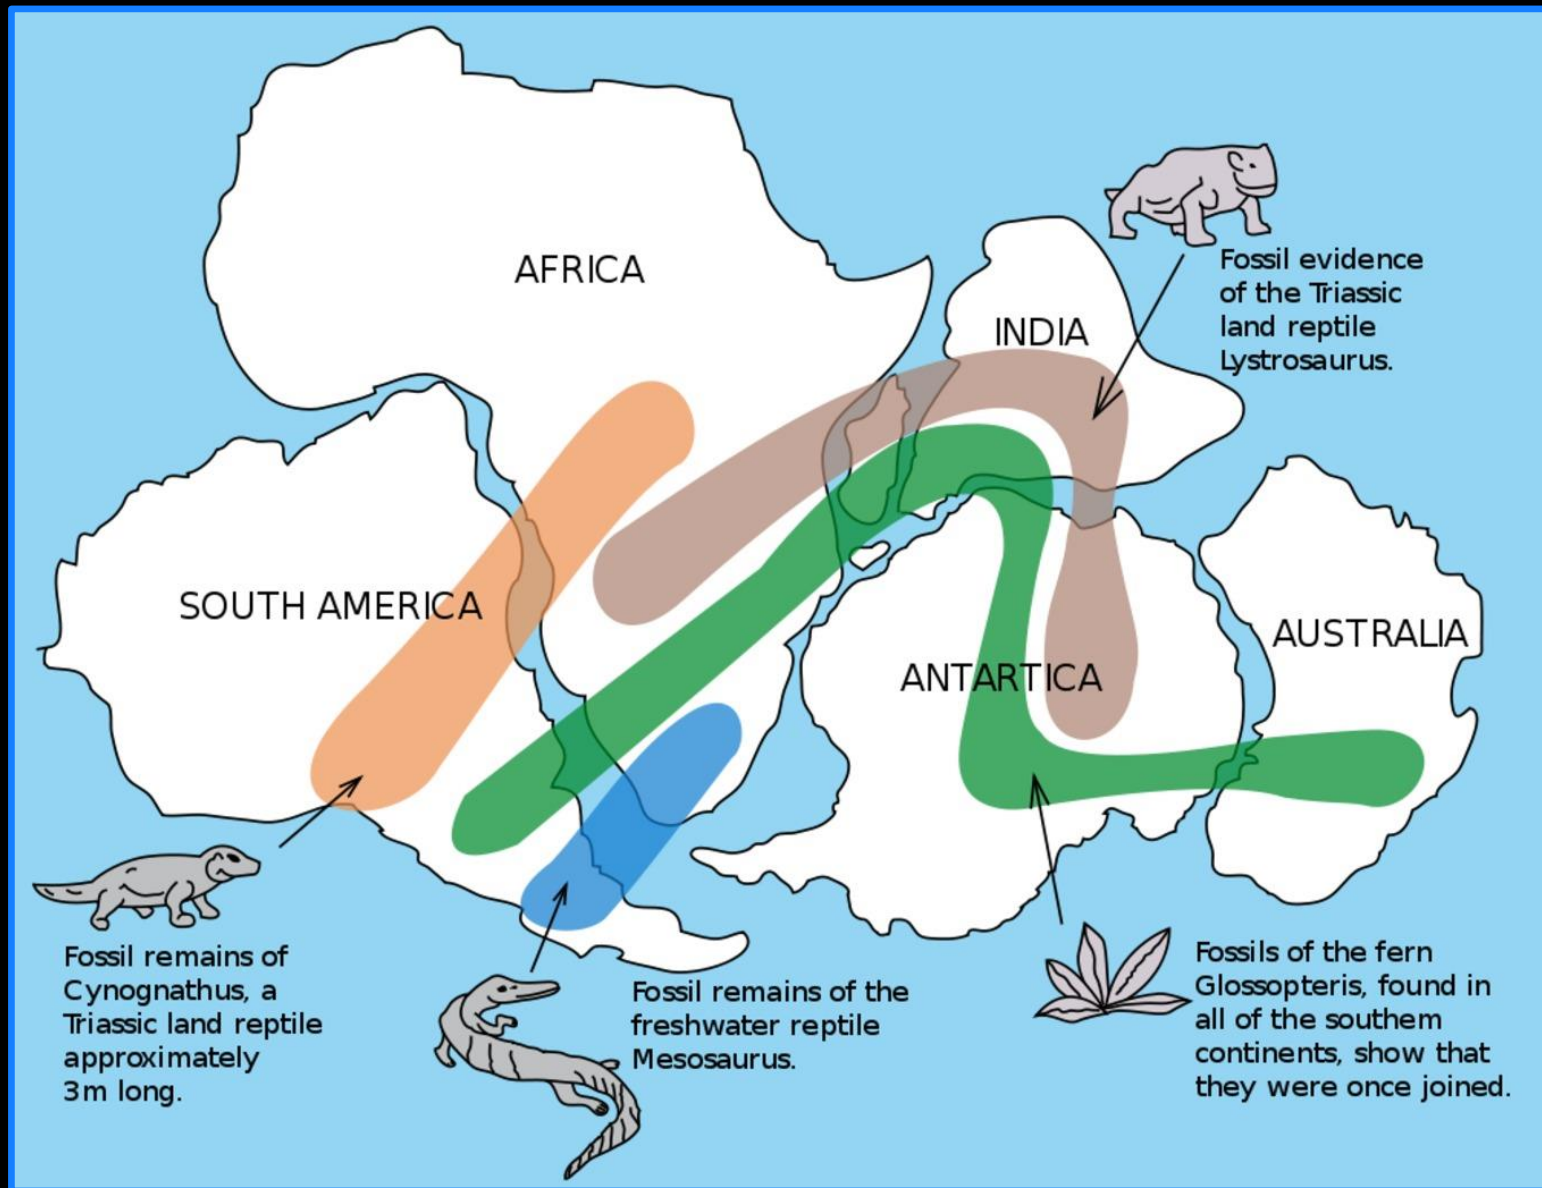 AFRICA
INDIA
Fossil evidence
of the Triassic
land reptile
Lystrosaurus.
SOUTH AMERICA
ANTARTICA
AUSTRALIA
Fossil remains of
Cynognathus, a
Triassic land reptile
approximately
3m long.
Fossil remains of the
freshwater reptile
Mesosaurus.
Fossils of the fern
Glossopteris, found in
all of the southem
continents, show that
they were once joined.